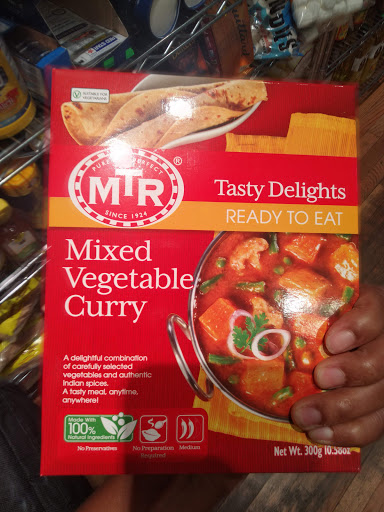 SUITABLE FOR
VEGETARIANS
MTR
®
SINCE 1924
Tasty Delights
READY TO EAT
Mixed
Vegetable
Curry
A delightful combination
of carefully selected
vegetables and authentic
Indian spices.
A tasty meal, anytime,
anywhere!
Made With
100%
Natural Ingredients
No Preservatives
No Preparation
Required
Medium
Net Wt. 300g 10.58oz